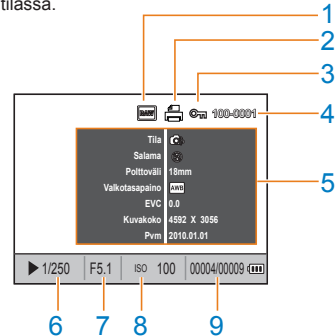 tilassa.
1
2
3
RAW 100-0001
4
Tila
Salama
Polttoväli 18mm
Valkotasapaino AWB
EVC 0.0
Kuvakoko 4592 X 3056
Pvm 2010.01.01
5
1/250 F5.1 ISO 100 00004/00009
6 7 8 9